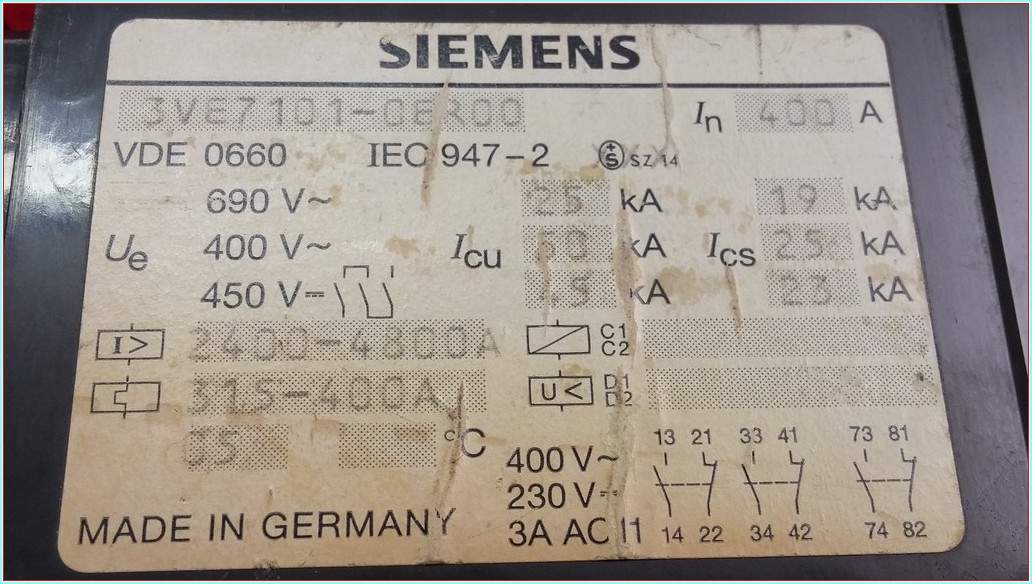 SIEMENS
3VE7101-0ER00 In 400 A
VDE 0660 IEC 947-2 SZ 14
690 V~ 25 kA 19 kA
Ue 400 V~ Icu kA Ics 25 kA
450 V⎓ 45 kA 23 kA
I> 2400-4800A C1
C2
315-400A U< D1
D2
°C
400 V~ 13 21 33 41 73 81
230 V⎓
3A AC 11 14 22 34 42 74 82
MADE IN GERMANY